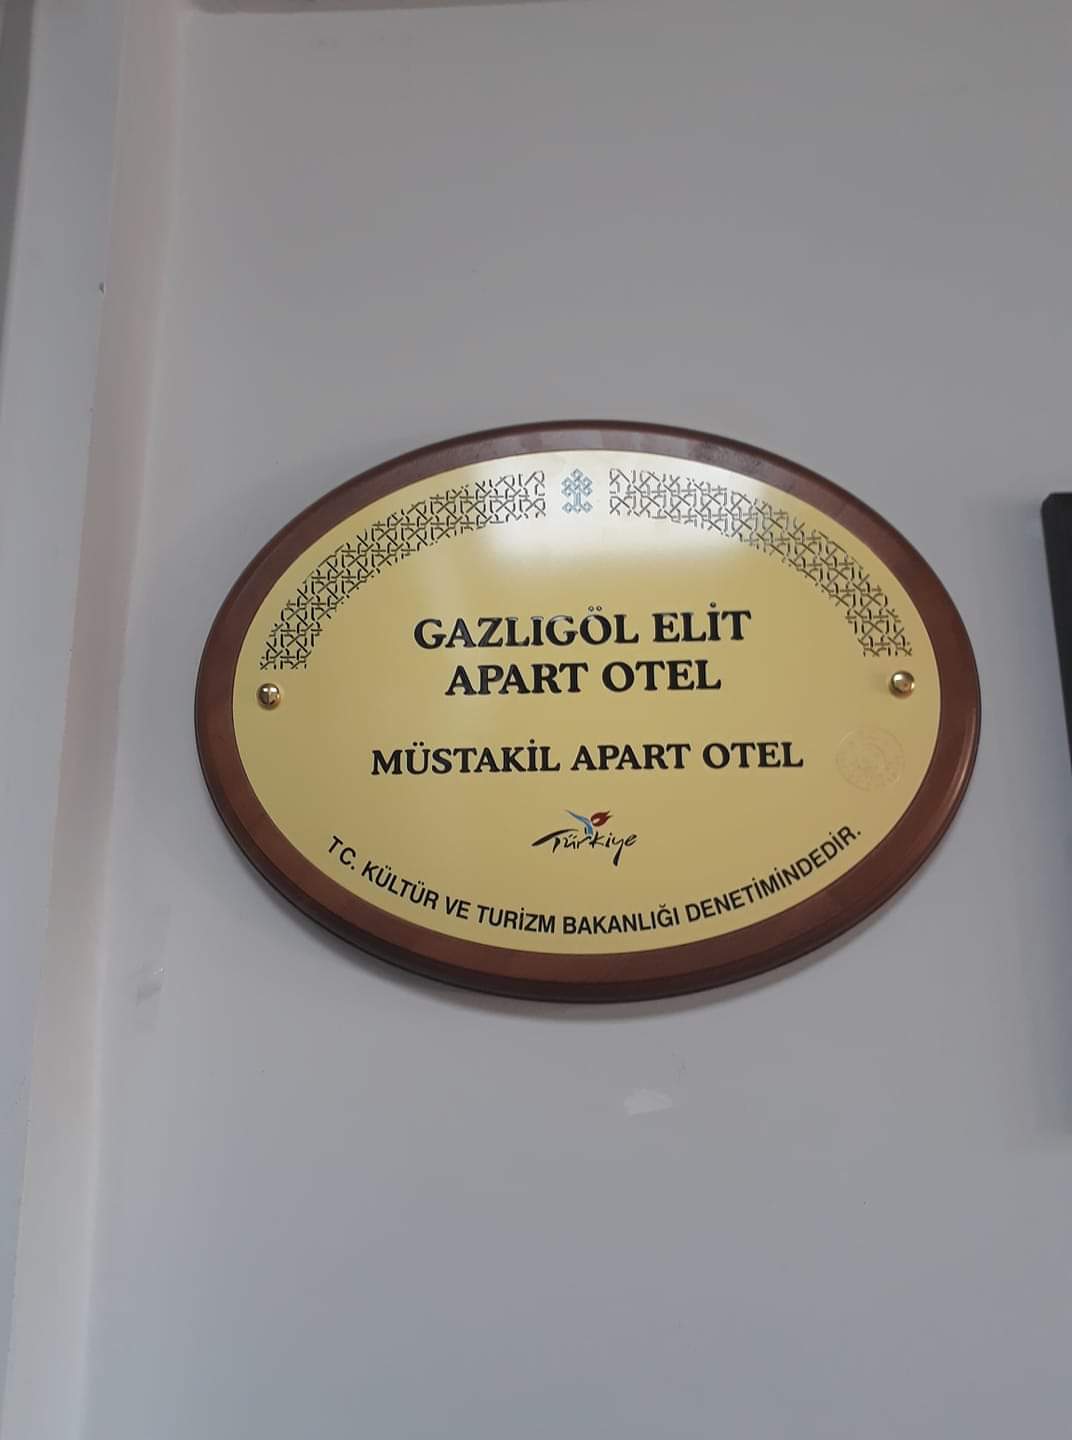 GAZLIGÖL ELİT
APART OTEL
MÜSTAKİL APART OTEL
Türkiye
T.C. KÜLTÜR VE TURİZM BAKANLIĞI DENETİMİNDEDİR.